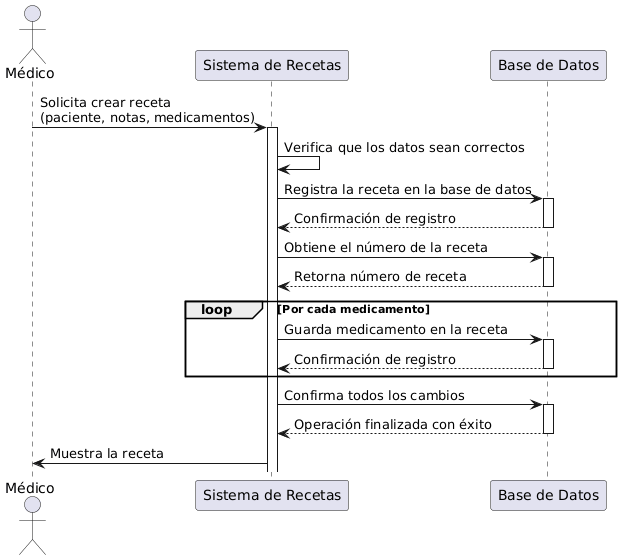 Médico
Sistema de Recetas
Base de Datos
Solicita crear receta
(paciente, notas, medicamentos)
Verifica que los datos sean correctos
Registra la receta en la base de datos
Confirmación de registro
Obtiene el número de la receta
Retorna número de receta
loop
[Por cada medicamento]
Guarda medicamento en la receta
Confirmación de registro
Confirma todos los cambios
Operación finalizada con éxito
Muestra la receta
Médico
Sistema de Recetas
Base de Datos